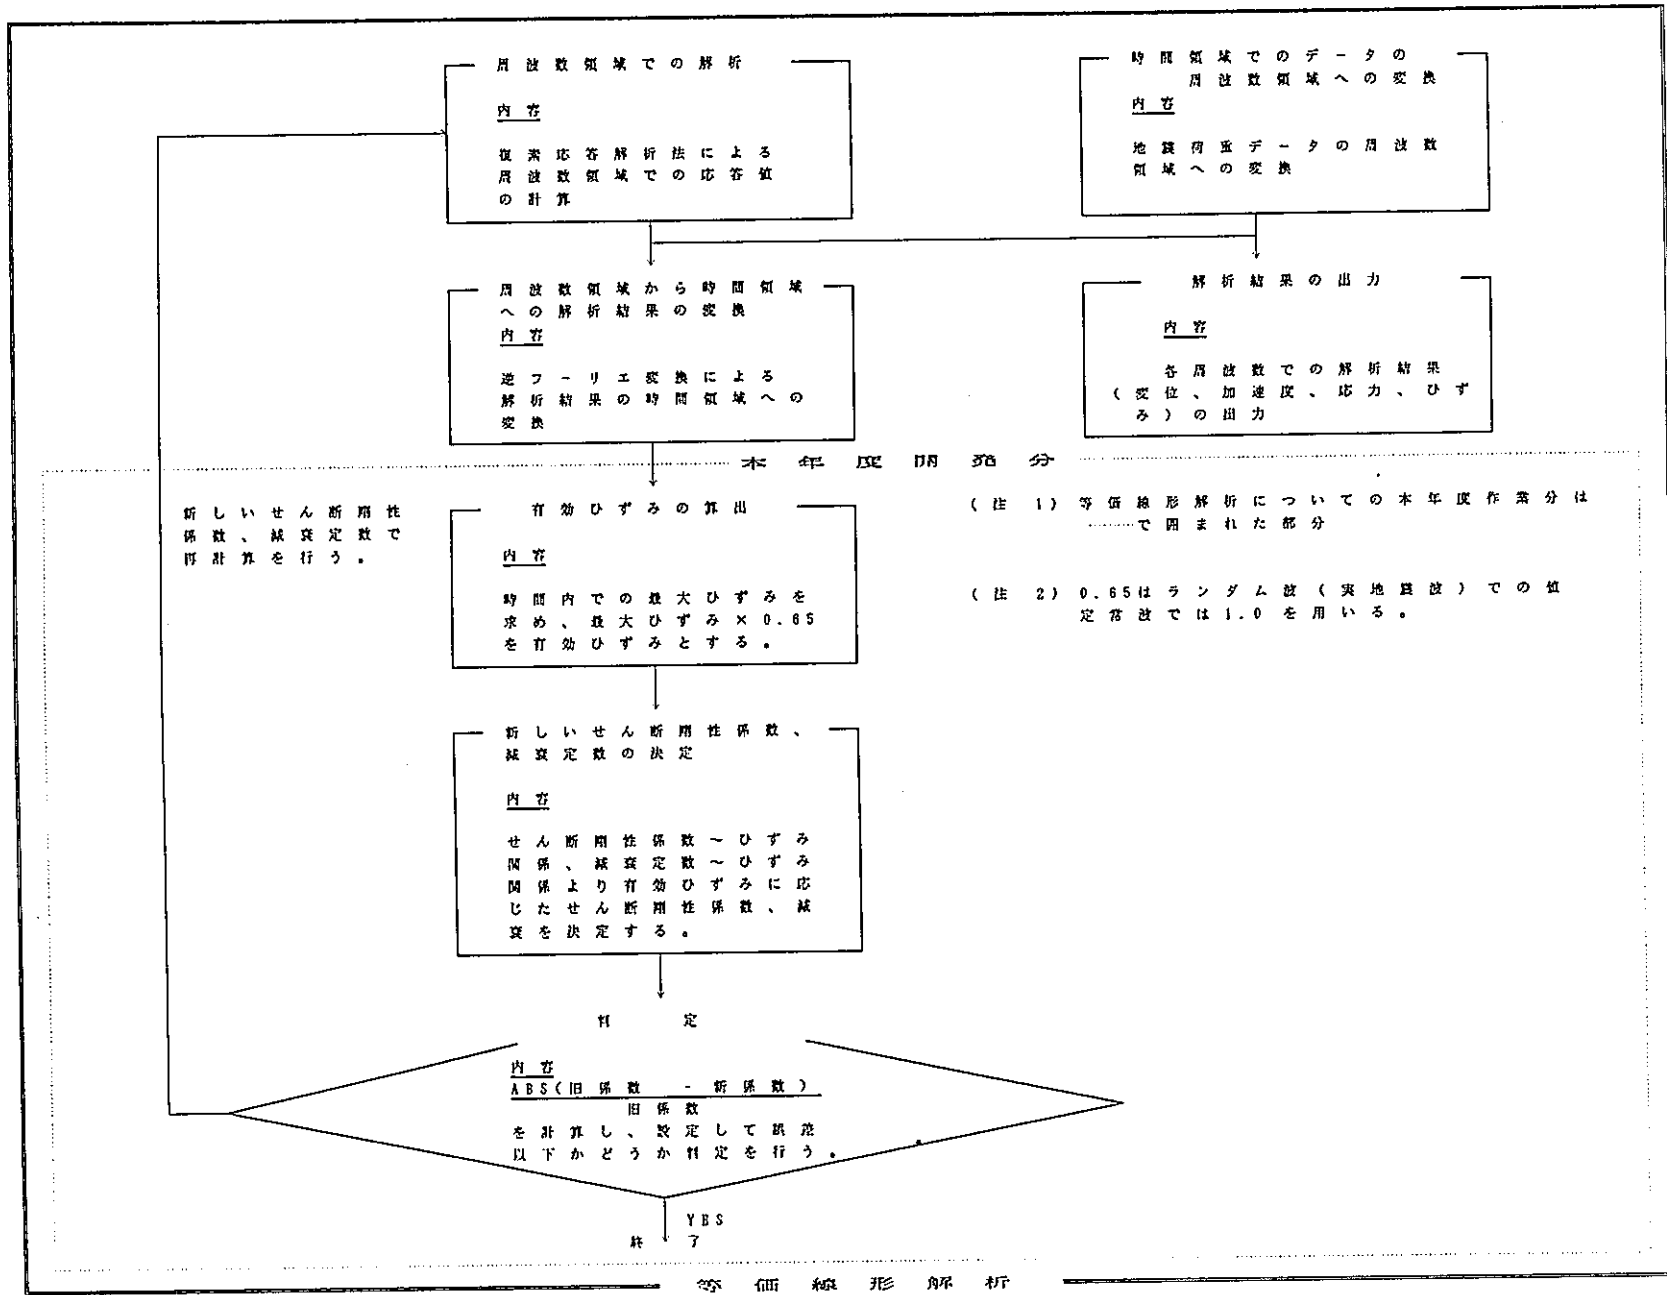 周波数領域での解析
内容
復素応答解析法による
周波数領域での応答値
の計算
時間領域でのデータの
周波数領域への変換
内容
地震荷重データの周波数
領域への変換
周波数領域から時間領域
への解析結果の変換
内容
逆フーリエ変換による
解析結果の時間領域への
変換
解析結果の出力
内容
各周波数での解析結果
(変位、加速度、応力、ひず
み)の出力
本年度開発分
新しいせん断剛性
係数、減衰定数で
再計算を行う。
有効ひずみの算出
内容
時間内での最大ひずみを
求め、最大ひずみ×0.65
を有効ひずみとする。
(注 1) 等価線形解析についての本年度作業分は
………で囲まれた部分
(注 2) 0.65はランダム波(実地震波)での値
定常波では1.0を用いる。
新しいせん断剛性係数、
減衰定数の決定
内容
せん断剛性係数~ひずみ
関係、減衰定数~ひずみ
関係より有効ひずみに応
じたせん断剛性係数、減
衰を決定する。
判 定
内容
ABS(旧係数 - 新係数)
旧係数
を計算し、設定して誤差
以下かどうか判定を行う。
YES
終 了
等価線形解析